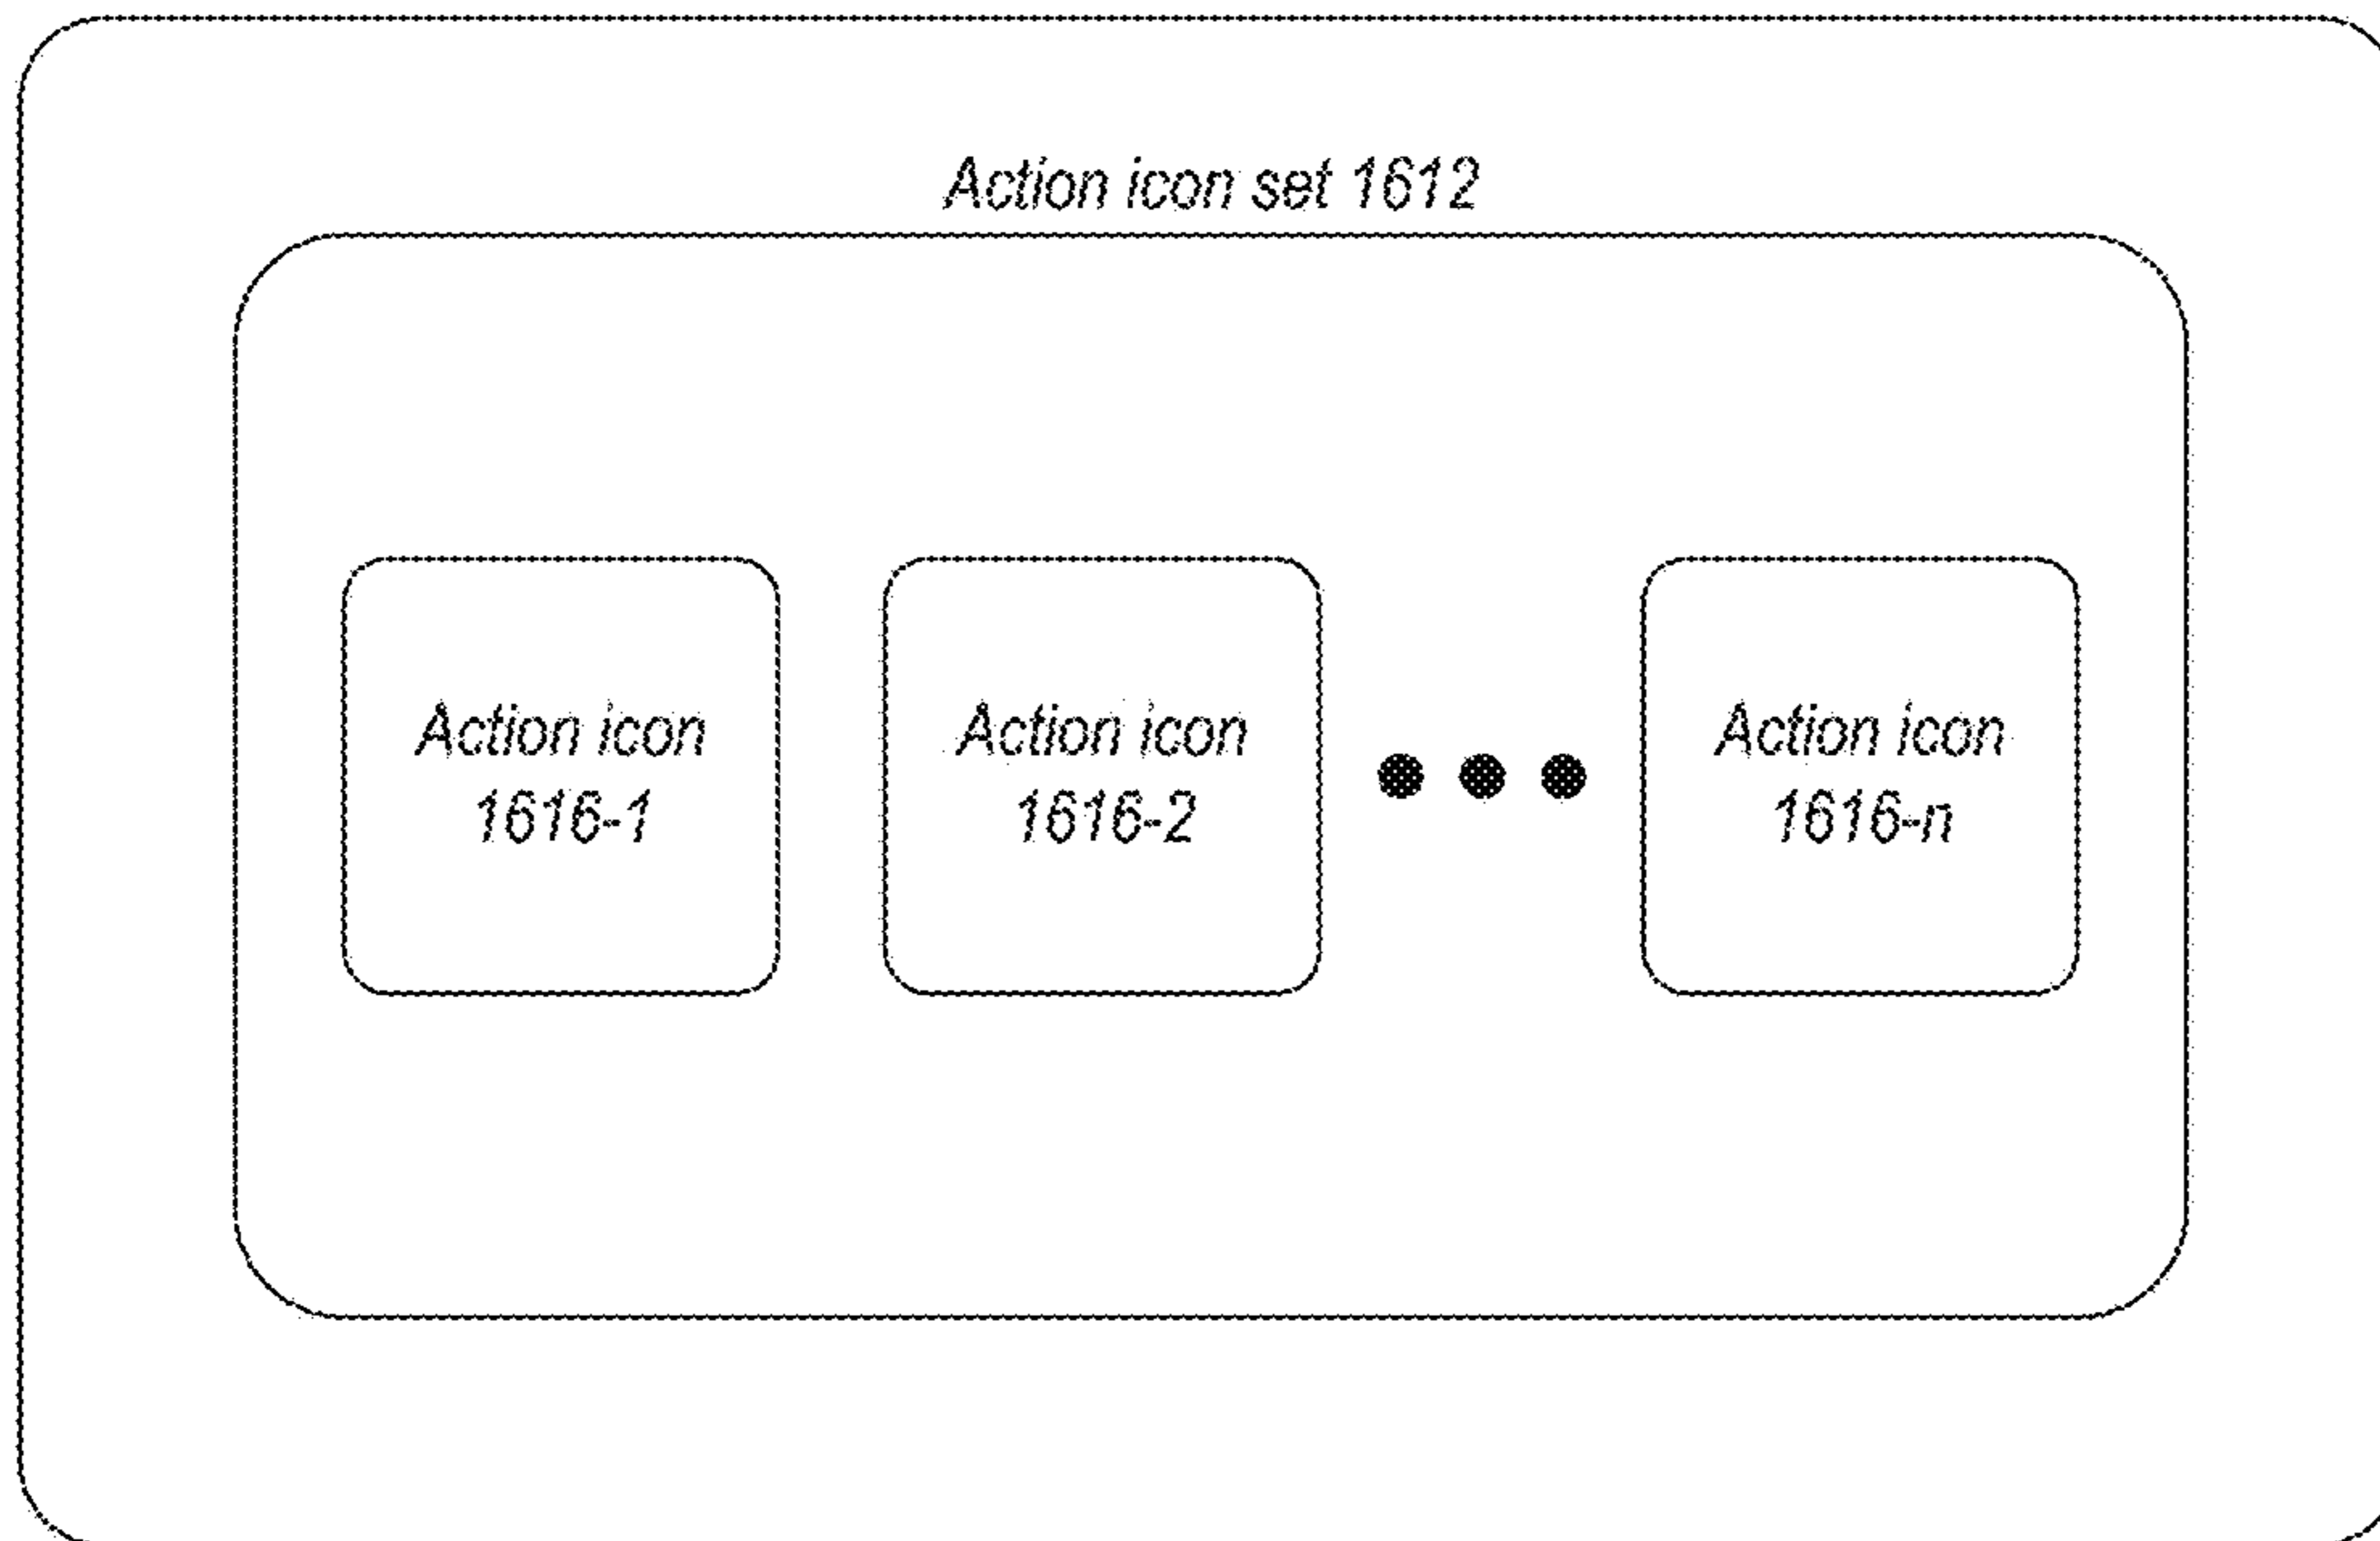 Action icon set 1612
Action icon
1616-1
Action icon
1616-2
Action icon
1616-n